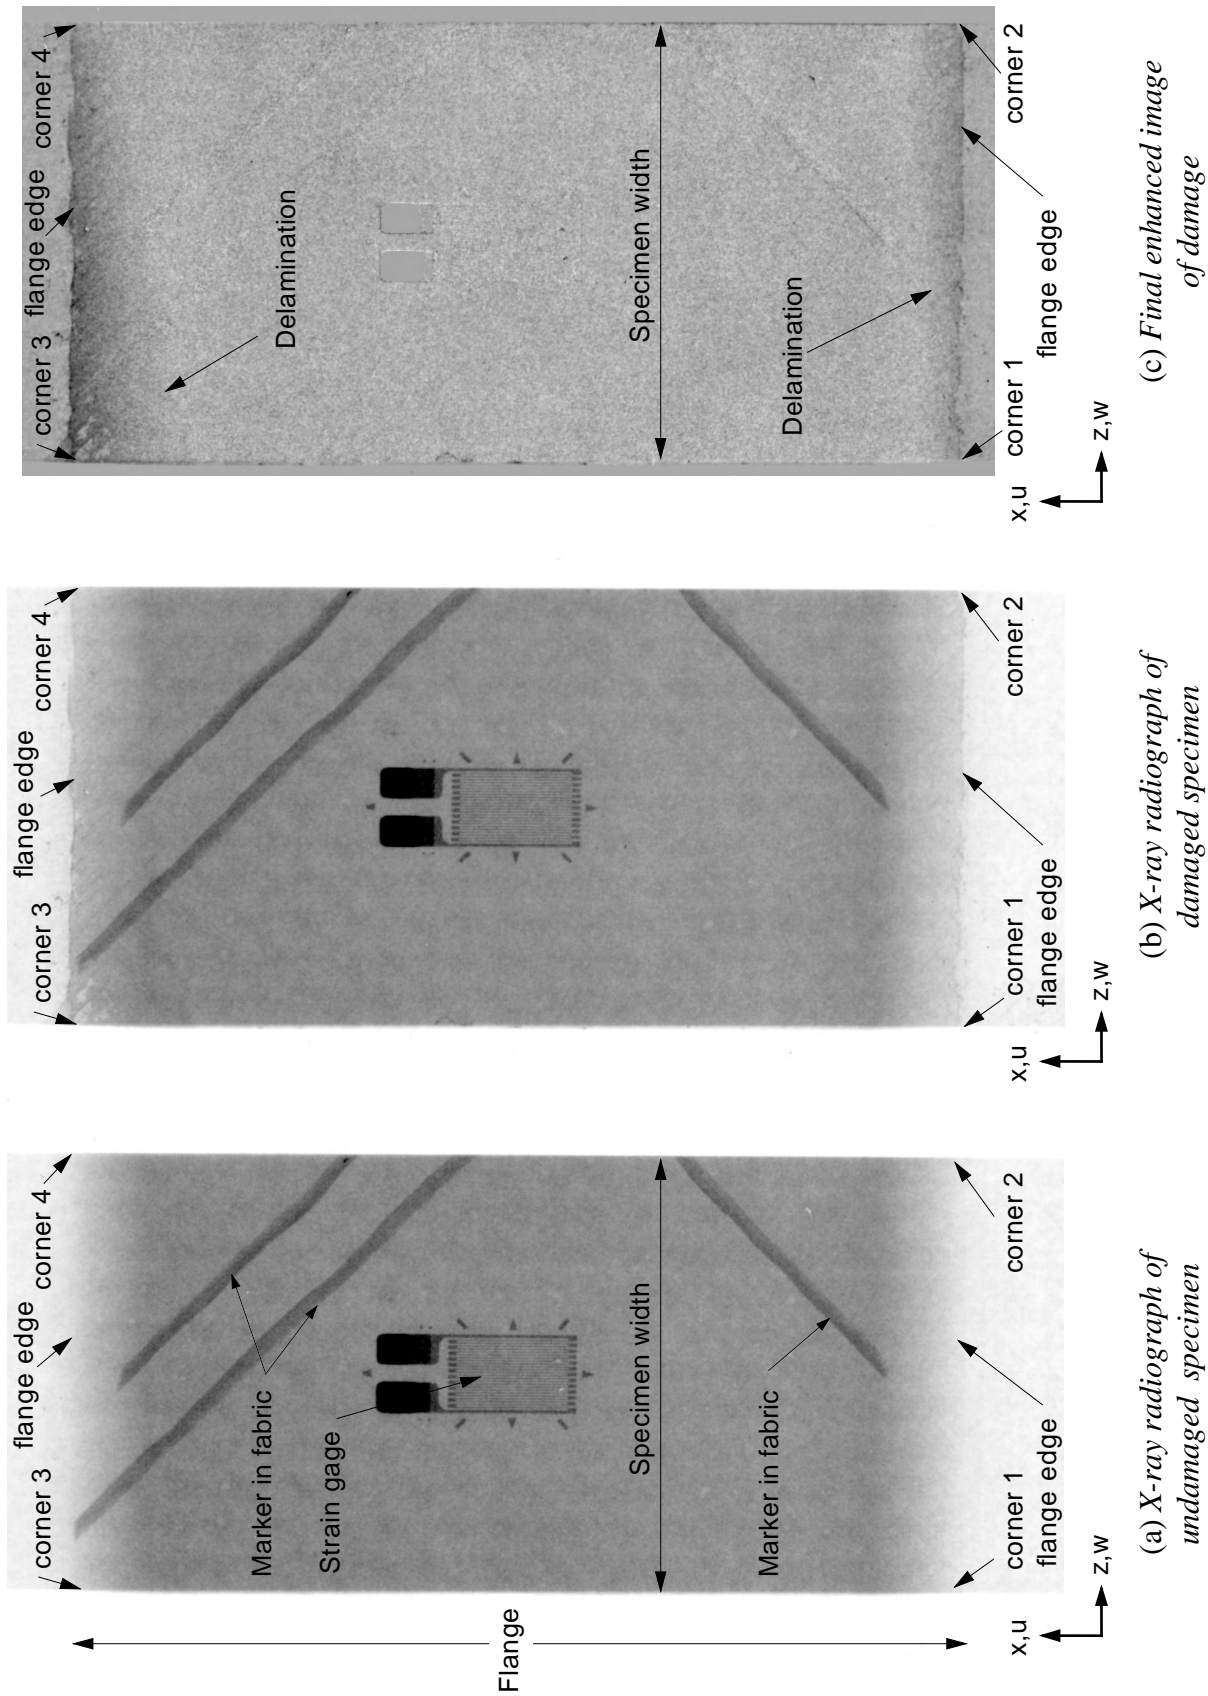 corner 3
flange edge
corner 4
Marker in fabric
Strain gage
Flange
Specimen width
Marker in fabric
corner 1
flange edge
corner 2
x,u
z,w
(a) X-ray radiograph of
undamaged specimen
corner 3
flange edge
corner 4
corner 1
flange edge
corner 2
x,u
z,w
(b) X-ray radiograph of
damaged specimen
corner 3
flange edge
corner 4
Delamination
Specimen width
Delamination
corner 1
flange edge
corner 2
x,u
z,w
(c) Final enhanced image
of damage